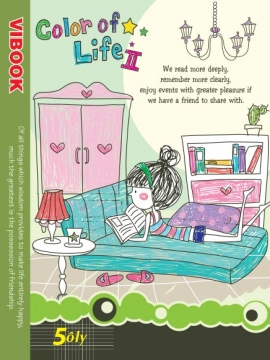 VIBOOK
Color of
Life II
We read more deeply,
remember more clearly,
enjoy events with greater pleasure if
we have a friend to share with.
Of all things which wisdom provides to make life entirely happy,
much the greatest is the possession of friendship.
5óly